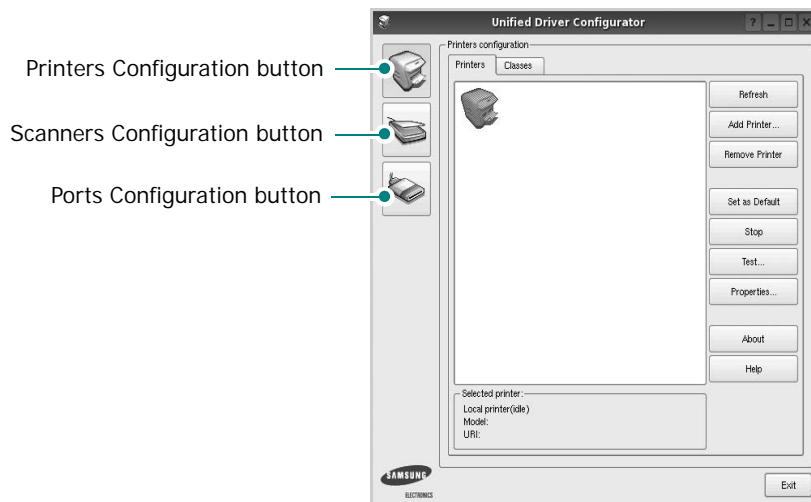 Unified Driver Configurator
Printers Configuration button
Scanners Configuration button
Ports Configuration button
Printers configuration
Printers
Classes
Refresh
Add Printer...
Remove Printer
Set as Default
Stop
Test...
Properties...
About
Help
Selected printer:
Local printer(idle)
Model:
URI:
SAMSUNG
ELECTRONICS
Exit